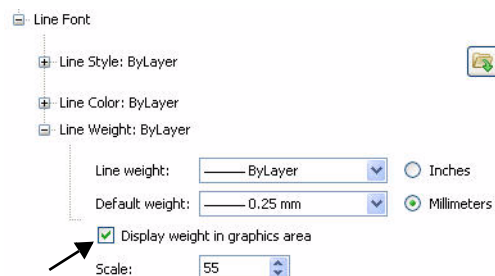 Line Font
Line Style: ByLayer
Line Color: ByLayer
Line Weight: ByLayer
Line weight: ByLayer Inches
Default weight: 0.25 mm Millimeters
Display weight in graphics area
Scale: 55